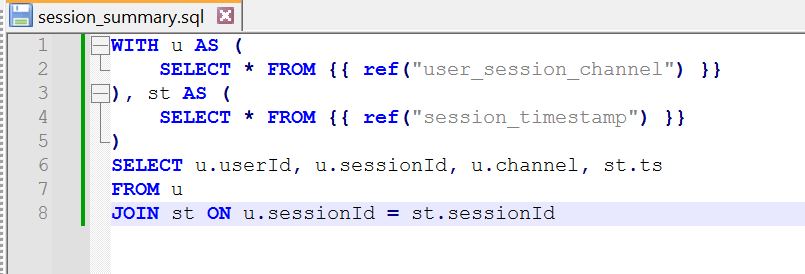 session_summary.sql
1 WITH u AS (
2 SELECT * FROM {{ ref("user_session_channel") }}
3 ), st AS (
4 SELECT * FROM {{ ref("session_timestamp") }}
5 )
6 SELECT u.userId, u.sessionId, u.channel, st.ts
7 FROM u
8 JOIN st ON u.sessionId = st.sessionId